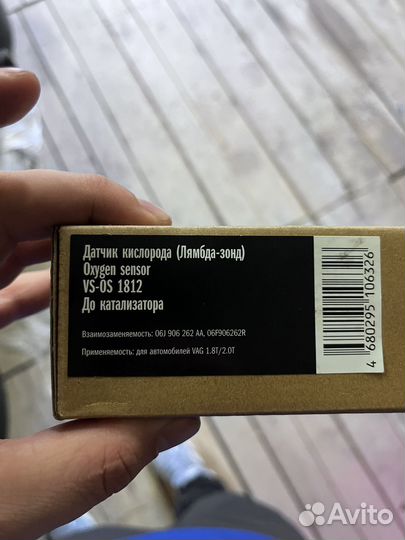 Датчик кислорода (Лямбда-зонд)
Oxygen sensor
VS-OS 1812
До катализатора
Взаимозаменяемость: 06J 906 262 AA, 06F906262R
Применяемость: для автомобилей VAG 1.8T/2.0T
4 680295 106326
Avito